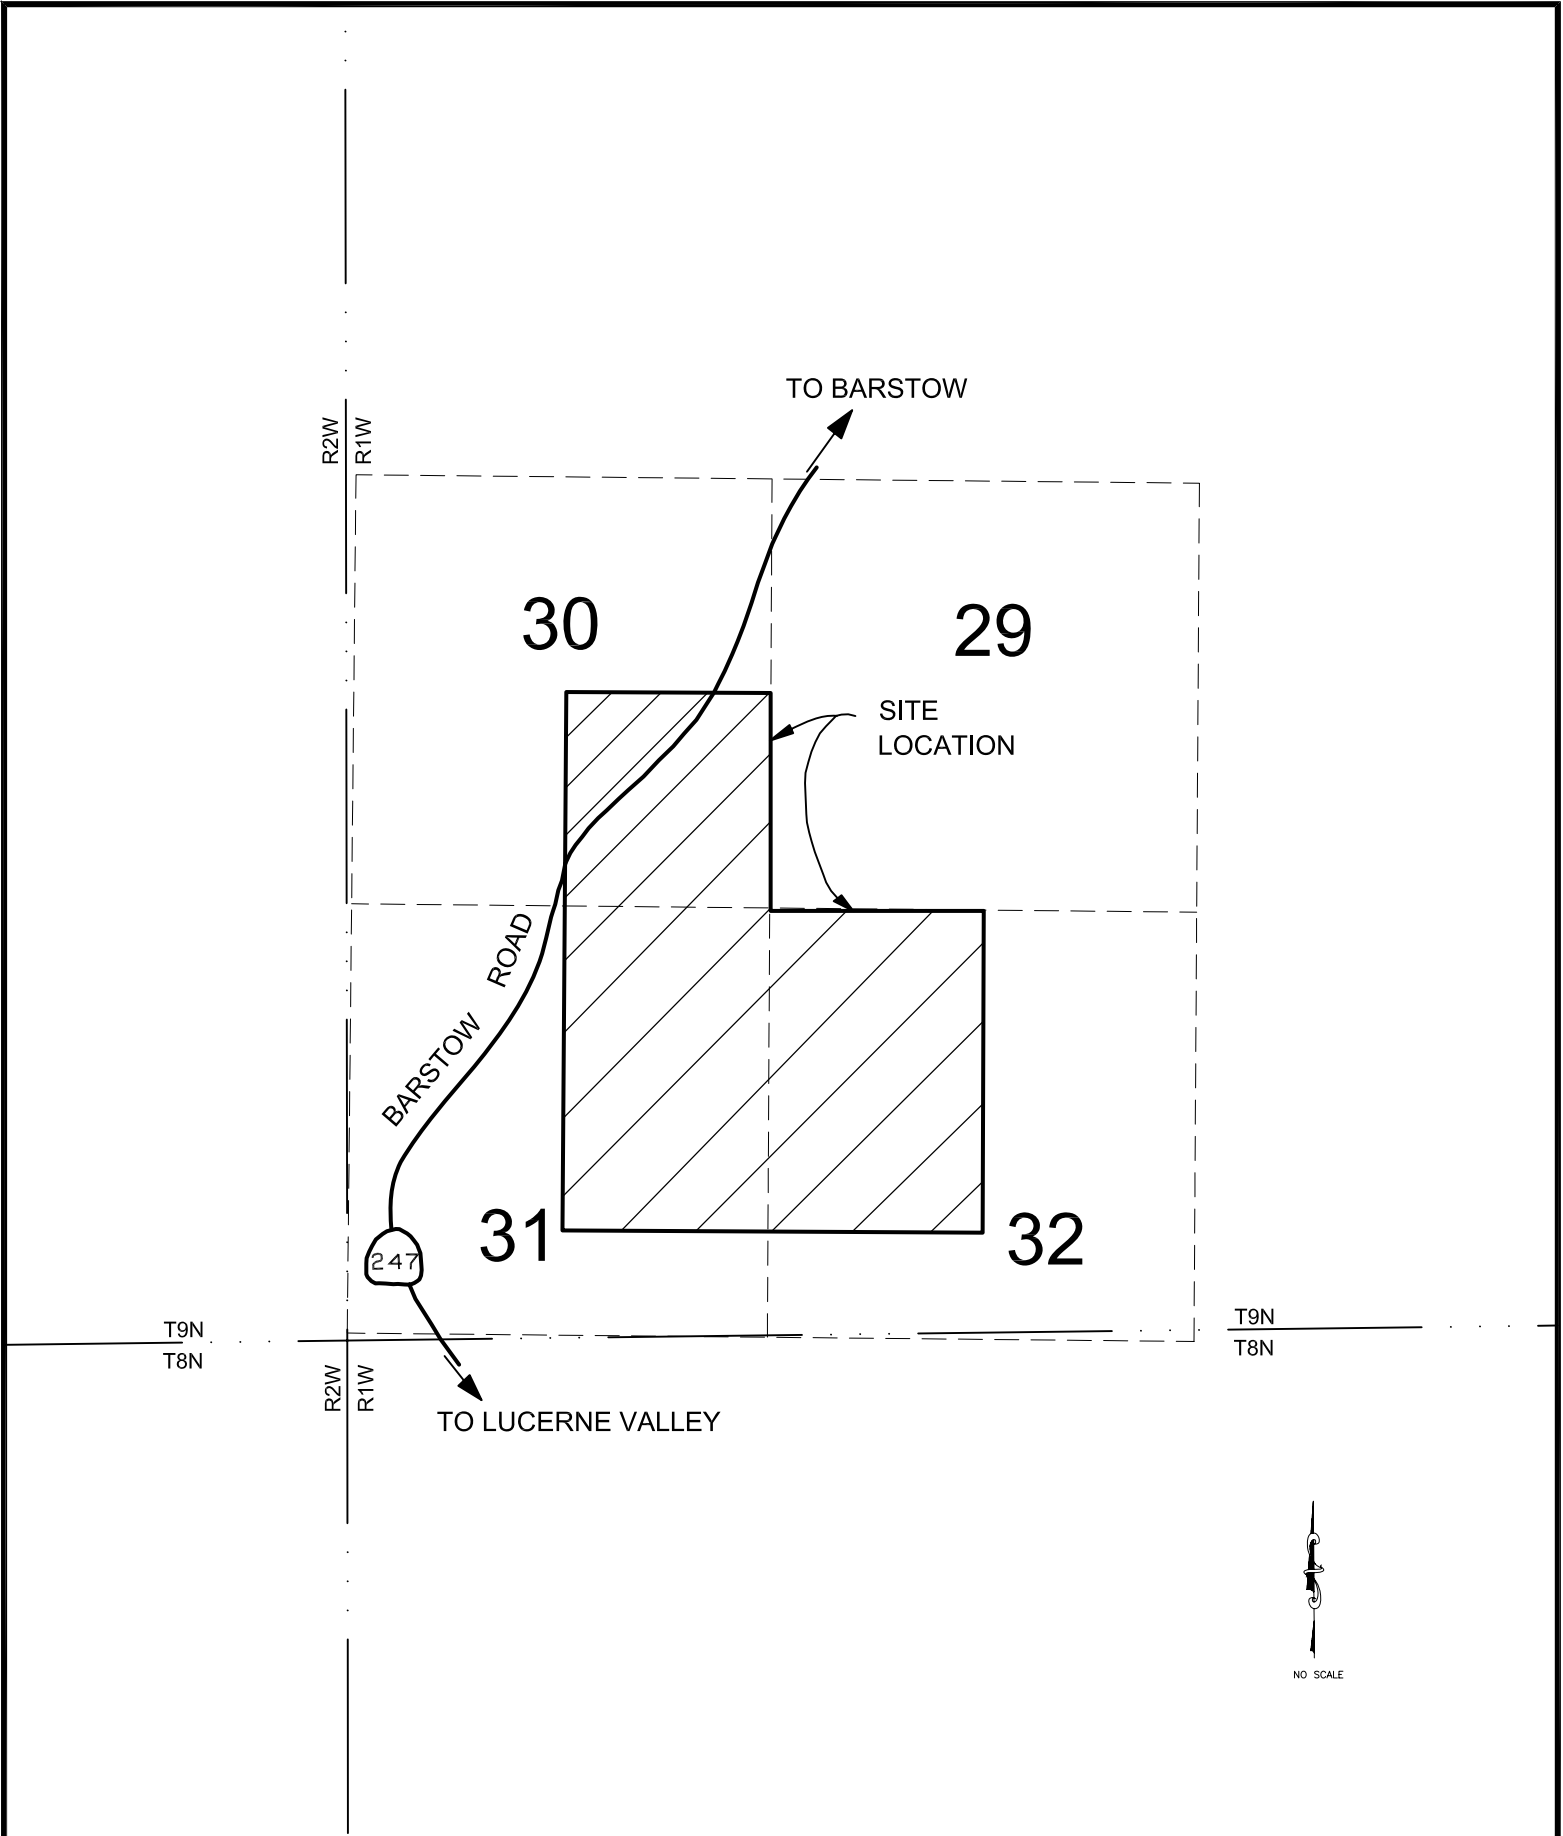 TO BARSTOW
R2W
R1W
30
29
SITE
LOCATION
BARSTOW ROAD
31
32
247
T9N
T8N
T9N
T8N
R2W
R1W
TO LUCERNE VALLEY
NO SCALE